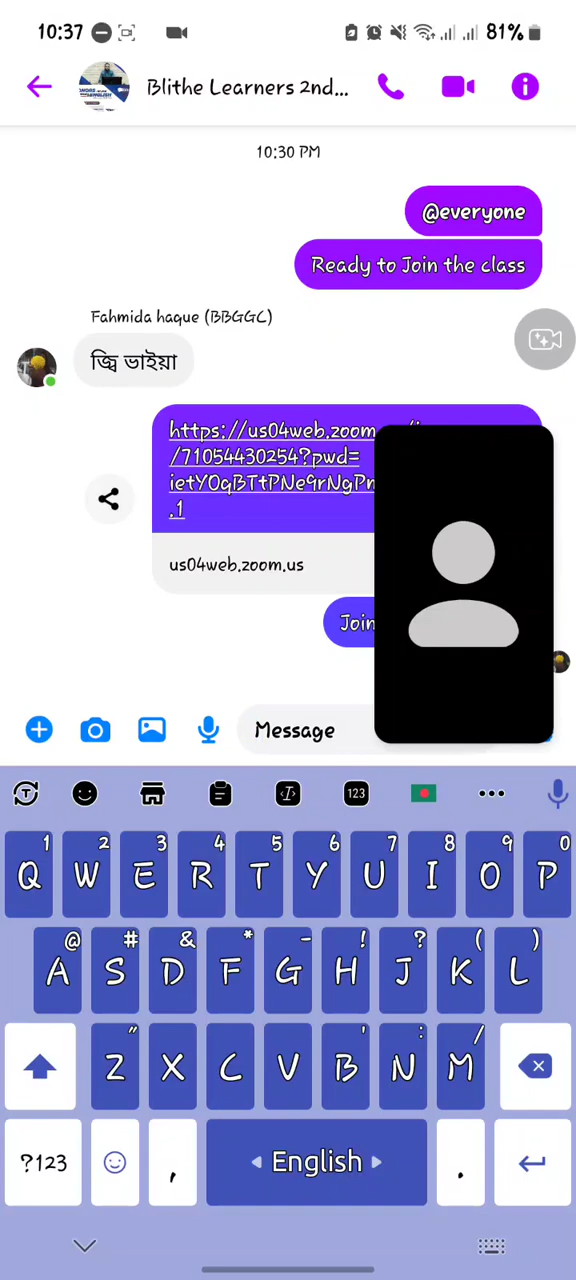 10:37
81%
Blithe Learners 2nd...
10:30 PM
@everyone
Ready to Join the class
Fahmida haque (BBGGC)
জ্বি ভাইয়া
https://us04web.zoom.
/71054430254?pwd=
.1
us04web.zoom.us
Join
Message
123
1 2 3 4 5 6 7 8 9 0
Q W E R T Y U I O P
@ # & * - ! ? ( )
A S D F G H J K L
" ' : /
Z X C V B N M
?123 , English .